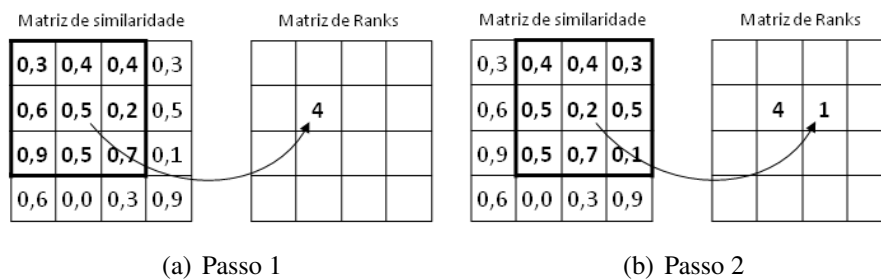 Matriz de similaridade Matriz de Ranks
0,3 0,4 0,4 0,3
0,6 0,5 0,2 0,5
4
0,9 0,5 0,7 0,1
0,6 0,0 0,3 0,9
(a) Passo 1
Matriz de similaridade Matriz de Ranks
0,3 0,4 0,4 0,3
0,6 0,5 0,2 0,5
4 1
0,9 0,5 0,7 0,1
0,6 0,0 0,3 0,9
(b) Passo 2